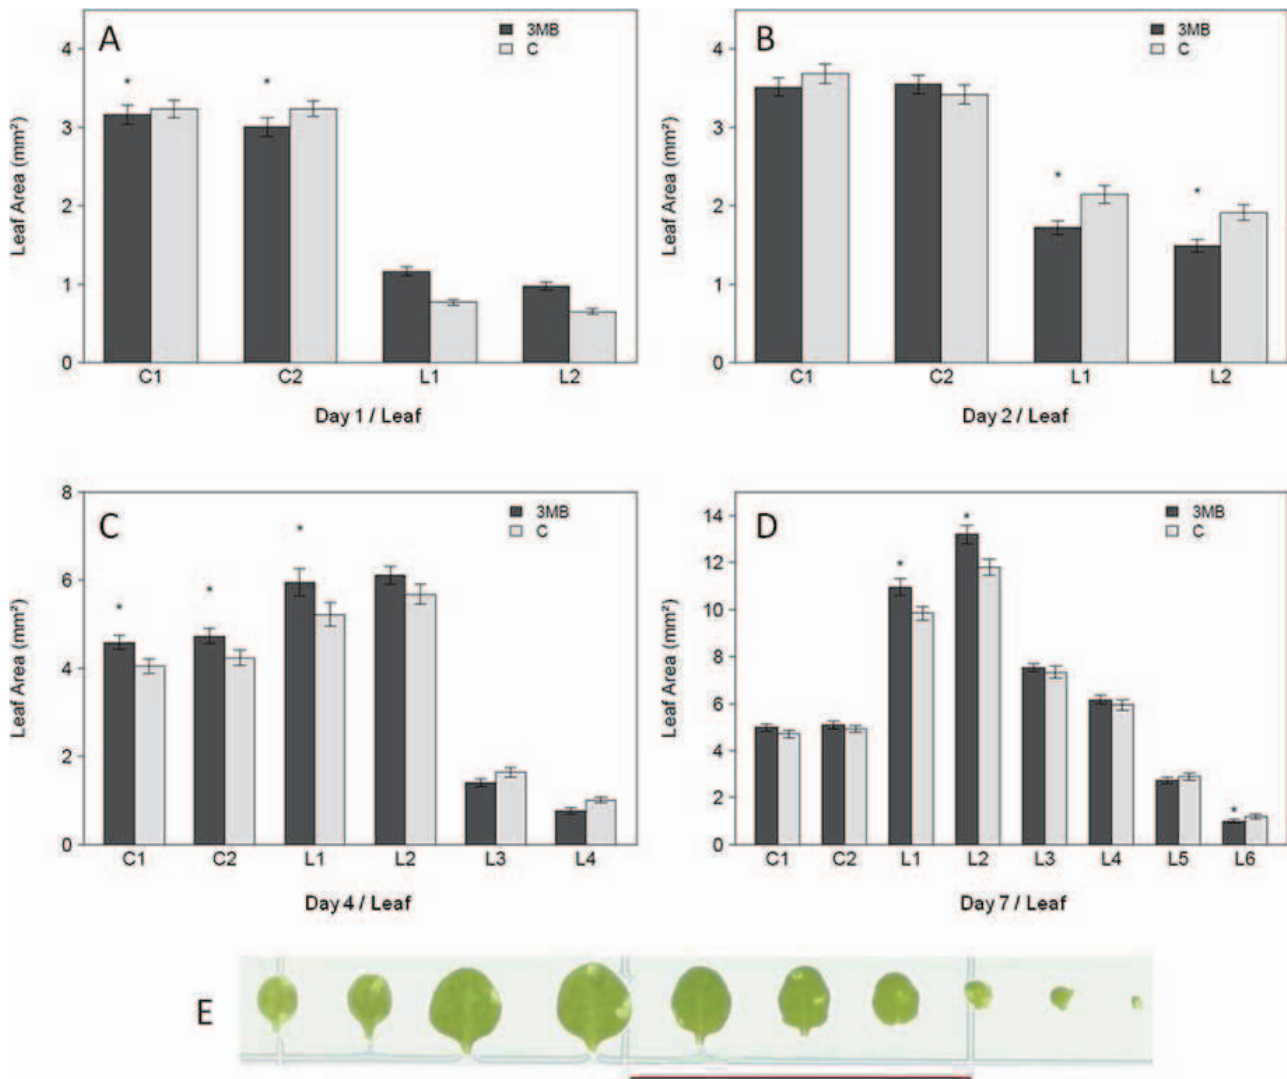 A
3MB
C
4
3
2
1
0
Leaf Area (mm²)
*
*
C1 C2 L1 L2
Day 1 / Leaf
B
3MB
C
4
3
2
1
0
Leaf Area (mm²)
*
*
C1 C2 L1 L2
Day 2 / Leaf
C
3MB
C
8
6
4
2
0
Leaf Area (mm²)
*
*
*
C1 C2 L1 L2 L3 L4
Day 4 / Leaf
D
3MB
C
14
12
10
8
6
4
2
0
Leaf Area (mm²)
*
*
*
C1 C2 L1 L2 L3 L4 L5 L6
Day 7 / Leaf
E